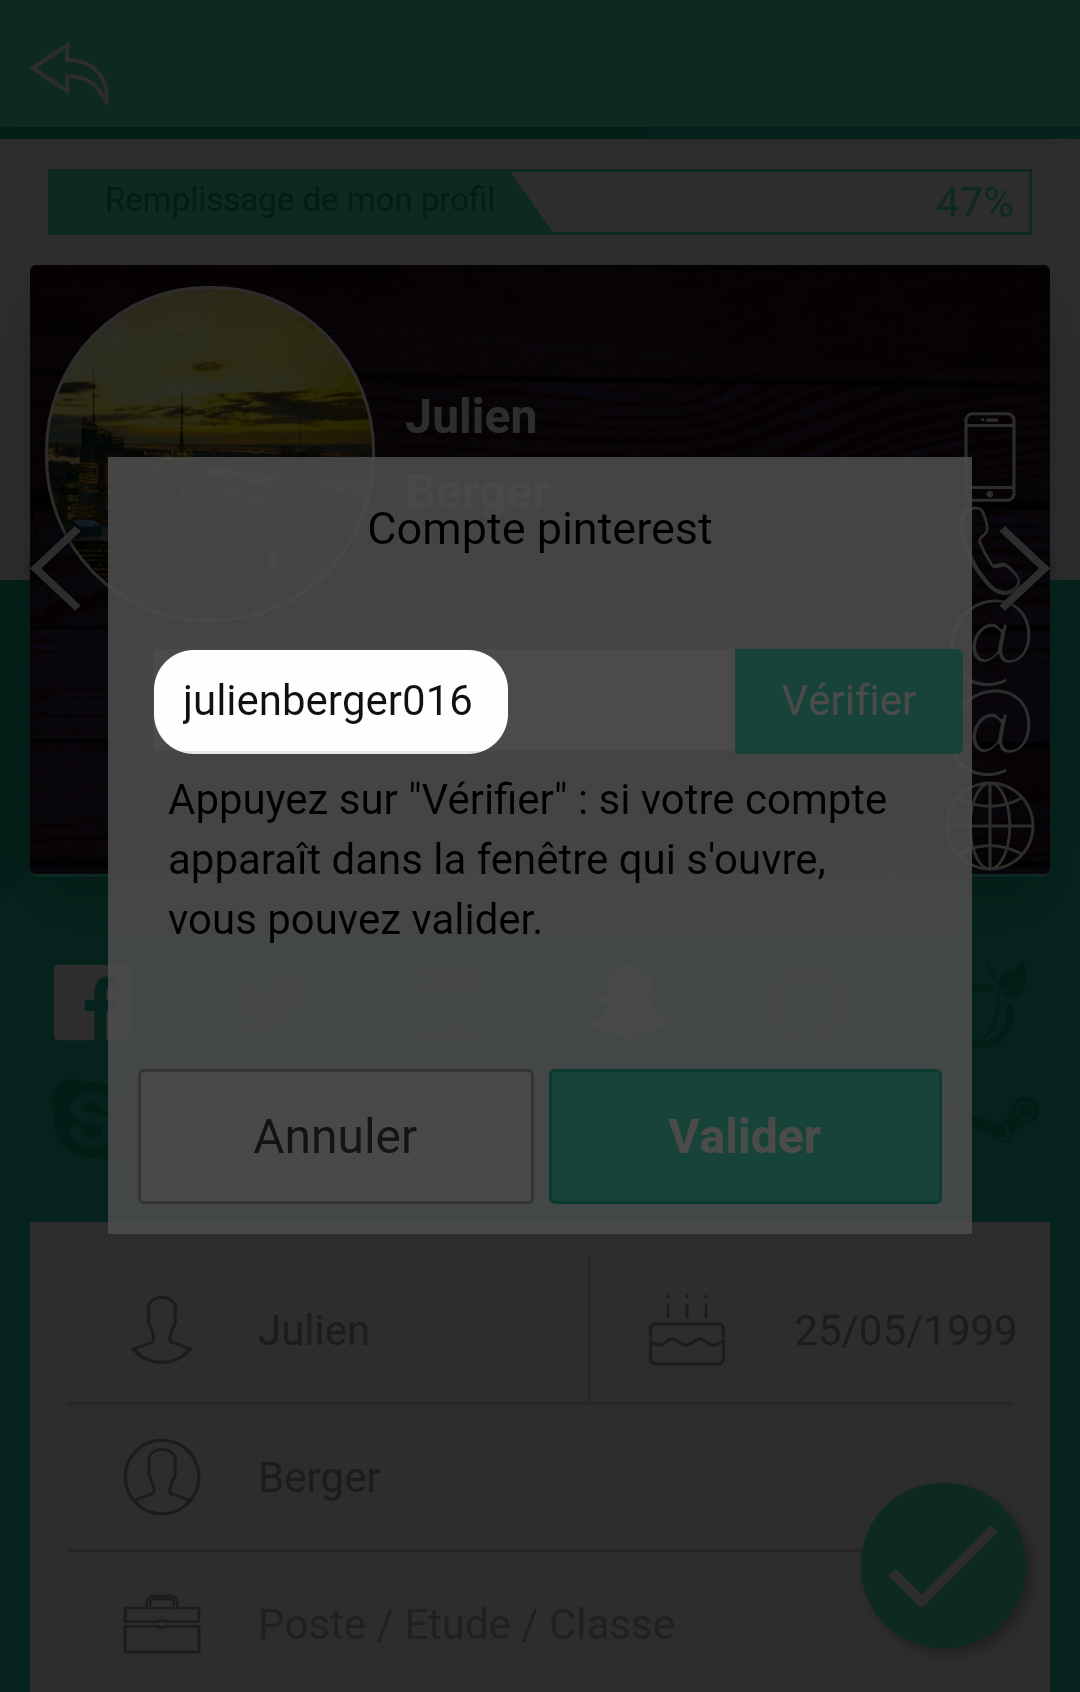 Remplissage de mon profil 47%
Julien
Berger
Compte pinterest
julienberger016 Vérifier
Appuyez sur "Vérifier" : si votre compte
apparaît dans la fenêtre qui s'ouvre,
vous pouvez valider.
Annuler Valider
Julien 25/05/1999
Berger
Poste / Etude / Classe